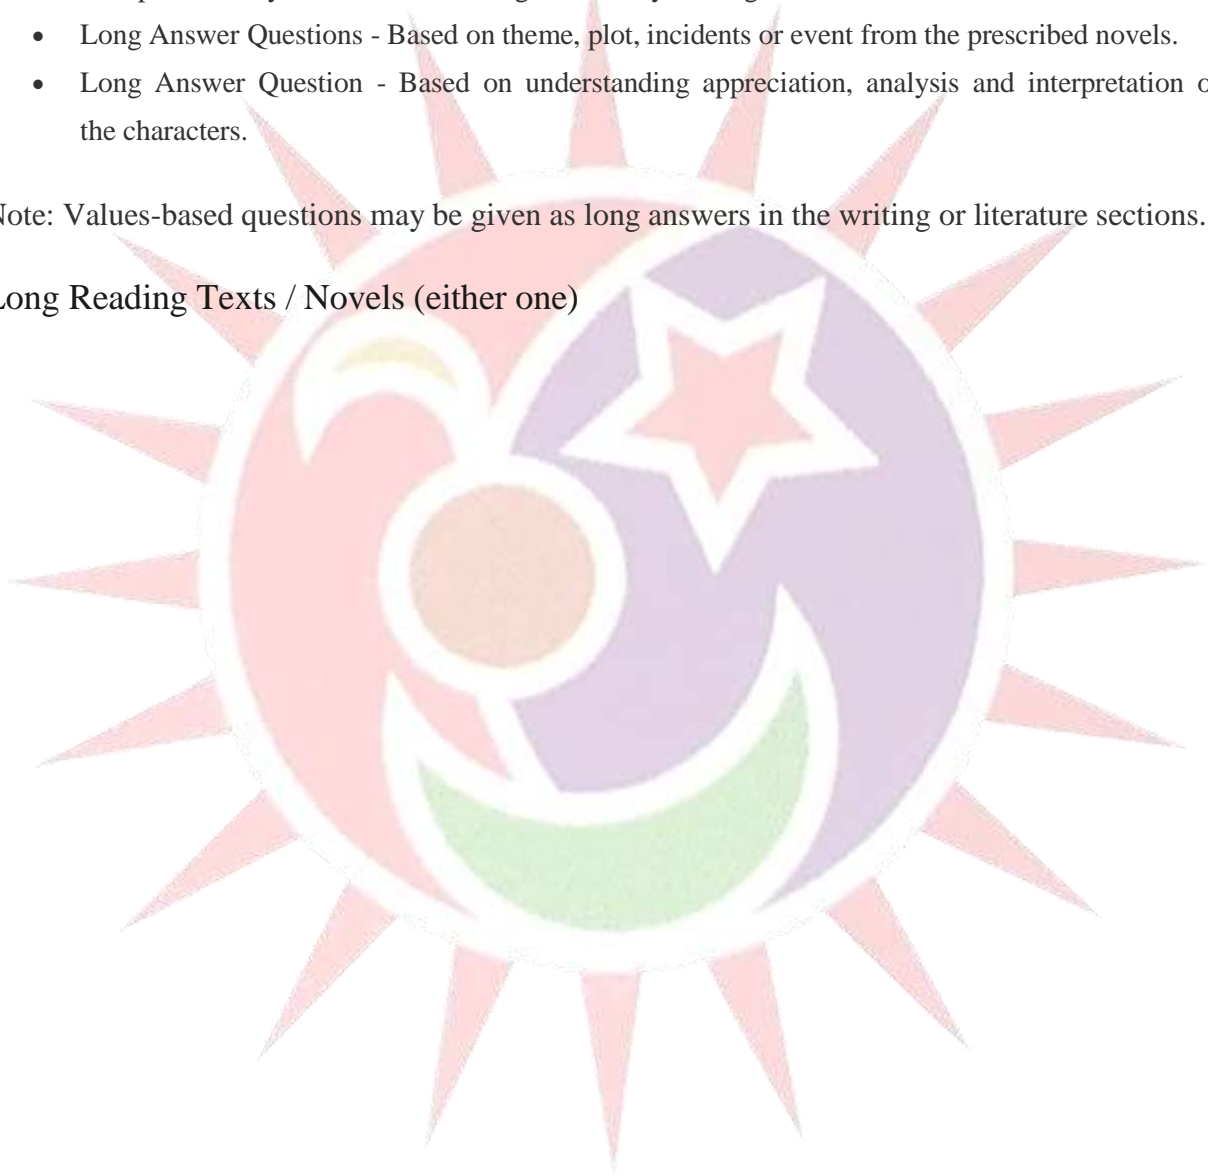 • Long Answer Questions - Based on theme, plot, incidents or event from the prescribed novels.
• Long Answer Question - Based on understanding appreciation, analysis and interpretation
the characters.
Note: Values-based questions may be given as long answers in the writing or literature sections.
Long Reading Texts / Novels (either one)